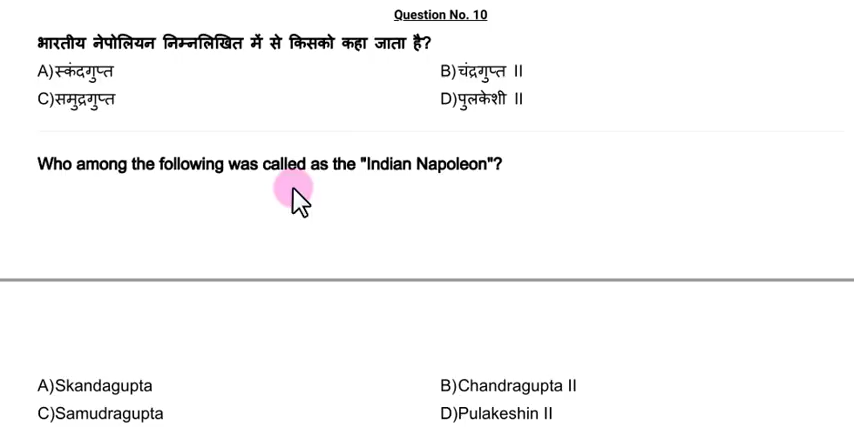 Question No. 10
भारतीय नेपोलियन निम्नलिखित में से किसको कहा जाता है?
A)स्कंदगुप्त B)चंद्रगुप्त II
C)समुद्रगुप्त D)पुलकेशी II
Who among the following was called as the "Indian Napoleon"?
A)Skandagupta B)Chandragupta II
C)Samudragupta D)Pulakeshin II